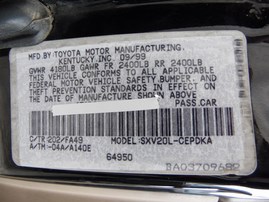 MFD. BY: TOYOTA MOTOR MANUFACTURING,
KENTUCKY, INC. 09/99
GVWR 4180LB GAWR FR 2400LB RR 2400LB
THIS VEHICLE CONFORMS TO ALL APPLICABLE
FEDERAL MOTOR VEHICLE SAFETY, BUMPER, AND
THEFT PREVENTION STANDARDS IN EFFECT ON
THE DATE OF MANUFACTURE SHOWN ABOVE.
PASS.CAR
C/TR:202/FA49 MODEL:SXV20L-CEPDKA
A/TM:-04A/A140E
64950